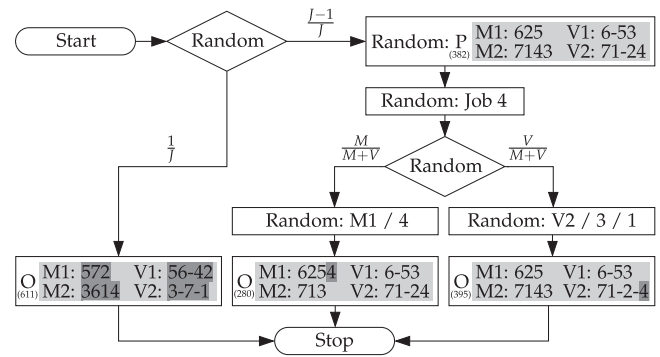 Start
Random
J−1
J
Random: P
(382)
M1: 625 V1: 6-53
M2: 7143 V2: 71-24
Random: Job 4
1
J
M
M+V
Random
V
M+V
Random: M1 / 4
Random: V2 / 3 / 1
O
(611)
M1: 572 V1: 56-42
M2: 3614 V2: 3-7-1
O
(280)
M1: 6254 V1: 6-53
M2: 713 V2: 71-24
O
(395)
M1: 625 V1: 6-53
M2: 7143 V2: 71-2-4
Stop